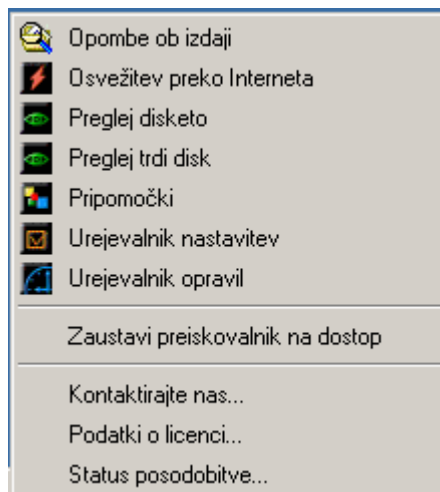 Opombe ob izdaji
Osvežitev preko Interneta
Preglej disketo
Preglej trdi disk
Pripomočki
Urejevalnik nastavitev
Urejevalnik opravil
Zaustavi preiskovalnik na dostop
Kontaktirajte nas...
Podatki o licenci...
Status posodobitve...